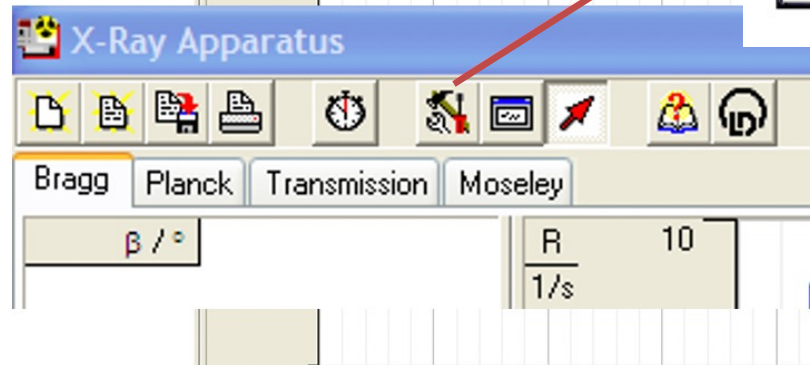 X-Ray Apparatus
Bragg Planck Transmission Moseley
β / ° R 10
1/s